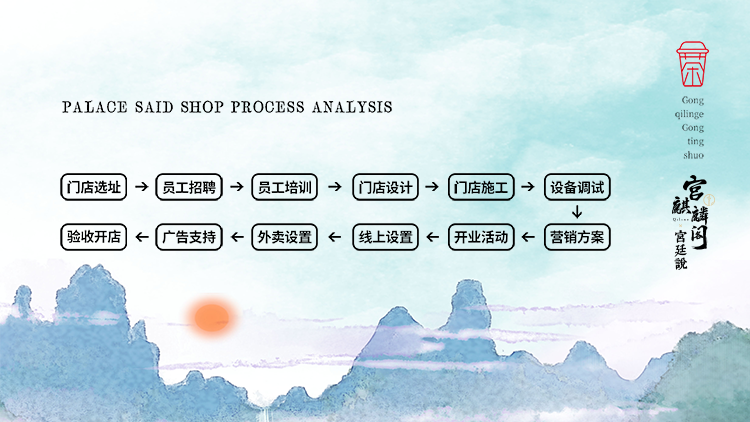 PALACE SAID SHOP PROCESS ANALYSIS
门店选址 → 员工招聘 → 员工培训 → 门店设计 → 门店施工 → 设备调试
↓
验收开店 ← 广告支持 ← 外卖设置 ← 线上设置 ← 开业活动 ← 营销方案
Gong
qilinge
Gong
ting
shuo
宫
麒麟阁
宫廷說